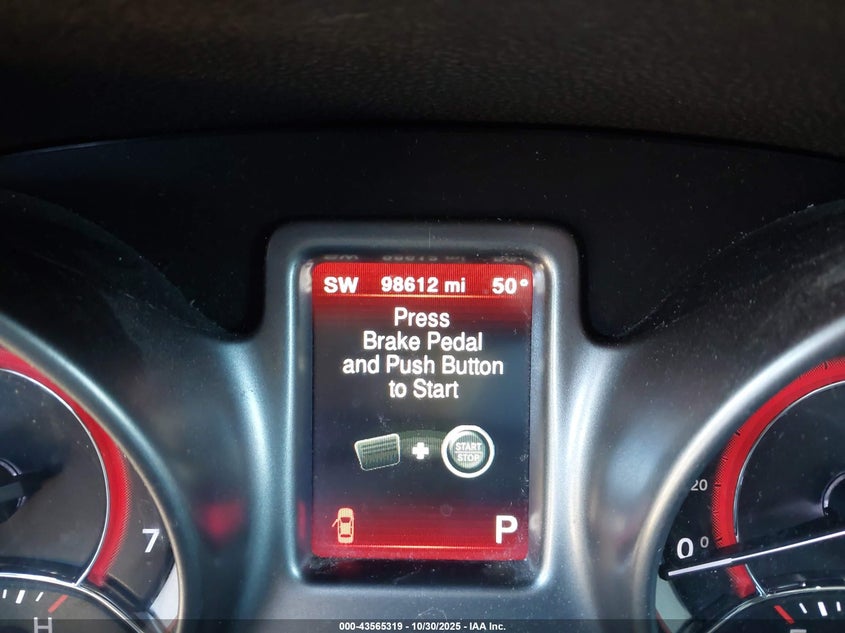 SW 98612 mi 50°
Press
Brake Pedal
and Push Button
to Start
START
STOP
P
7
H
20
0 0
000-43565319 - 10/30/2025 - IAA Inc.